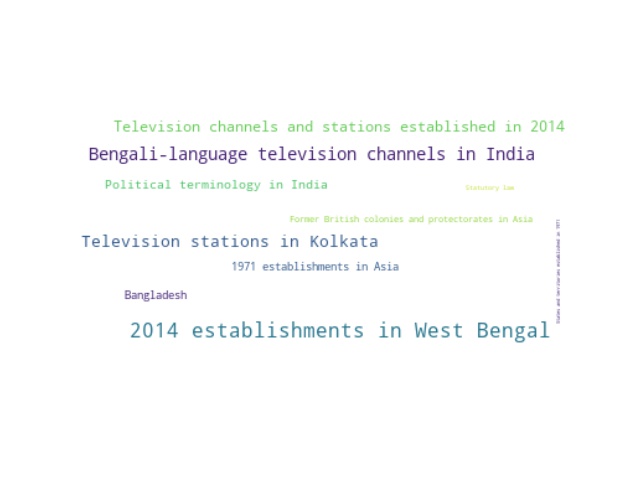 Television channels and stations established in 2014
Bengali-language television channels in India
Political terminology in India
Statutory law
Former British colonies and protectorates in Asia
Television stations in Kolkata
1971 establishments in Asia
Bangladesh
2014 establishments in West Bengal
States and territories established in 1971